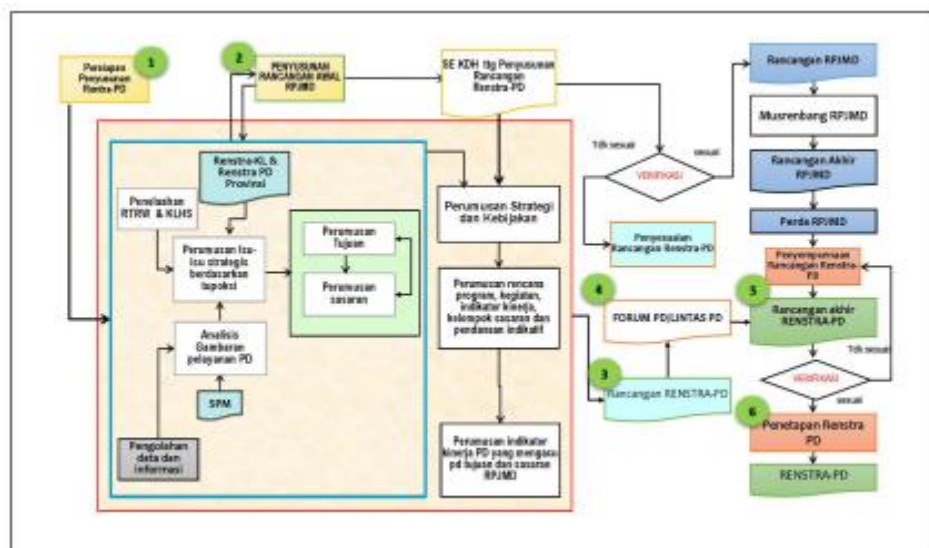 1
Persiapan
Penyusunan
Renstra-PD
2
PENYUSUNAN
RANCANGAN AWAL
RPJMD
SE KDH ttg Penyusunan
Rancangan
Renstra-PD
Rancangan RPJMD
Musrenbang RPJMD
Rancangan Akhir
RPJMD
Perda RPJMD
Tdk sesuai
sesuai
VERIFIKASI
Penyesuaian
Rancangan Renstra-PD
Renstra-KL &
Renstra PD
Provinsi
Penelaahan
RTRW & KLHS
Perumusan Isu-
isu strategis
berdasarkan
tupoksi
Perumusan
Tujuan
Perumusan
sasaran
Analisis
Gambaran
pelayanan PD
SPM
Pengolahan
data dan
informasi
Perumusan Strategi
dan Kebijakan
Perumusan rencana
program, kegiatan,
indikator kinerja,
kelompok sasaran dan
pendanaan indikatif
Perumusan indikator
kinerja PD yang mengacu
pd tujuan dan sasaran
RPJMD
3
Rancangan RENSTRA-PD
4
FORUM PD/LINTAS PD
Penyempurnaan
Rancangan Renstra-
PD
5
Rancangan akhir
RENSTRA-PD
Tdk sesuai
VERIFIKASI
sesuai
6
Penetapan Renstra
PD
RENSTRA-PD